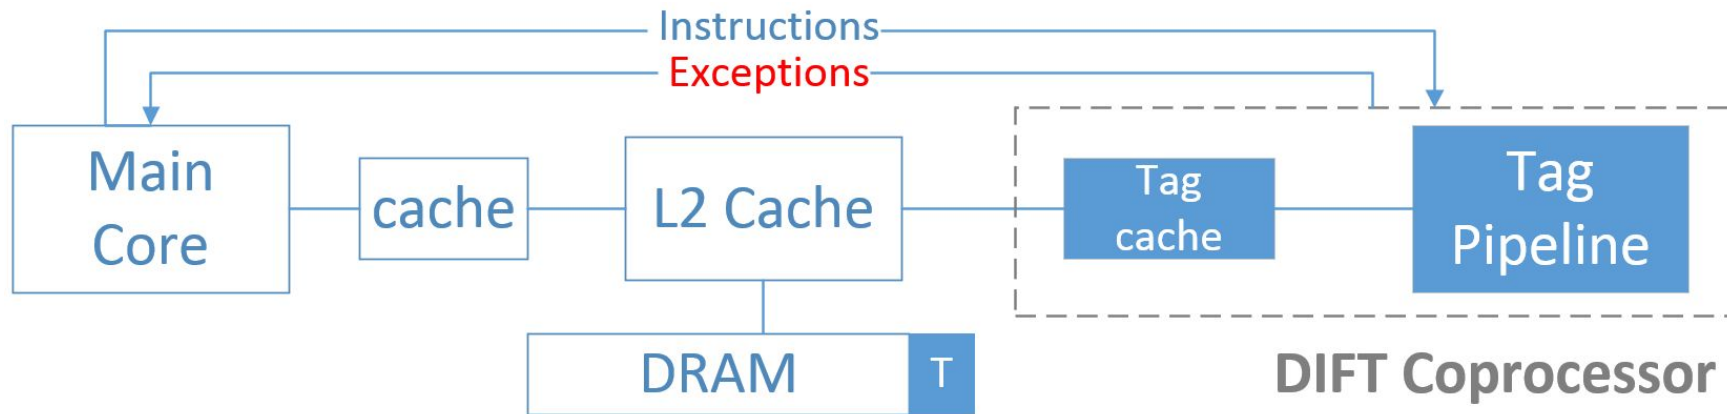 Instructions
Exceptions
Main
Core
cache
L2 Cache
Tag
cache
Tag
Pipeline
DRAM
T
DIFT Coprocessor